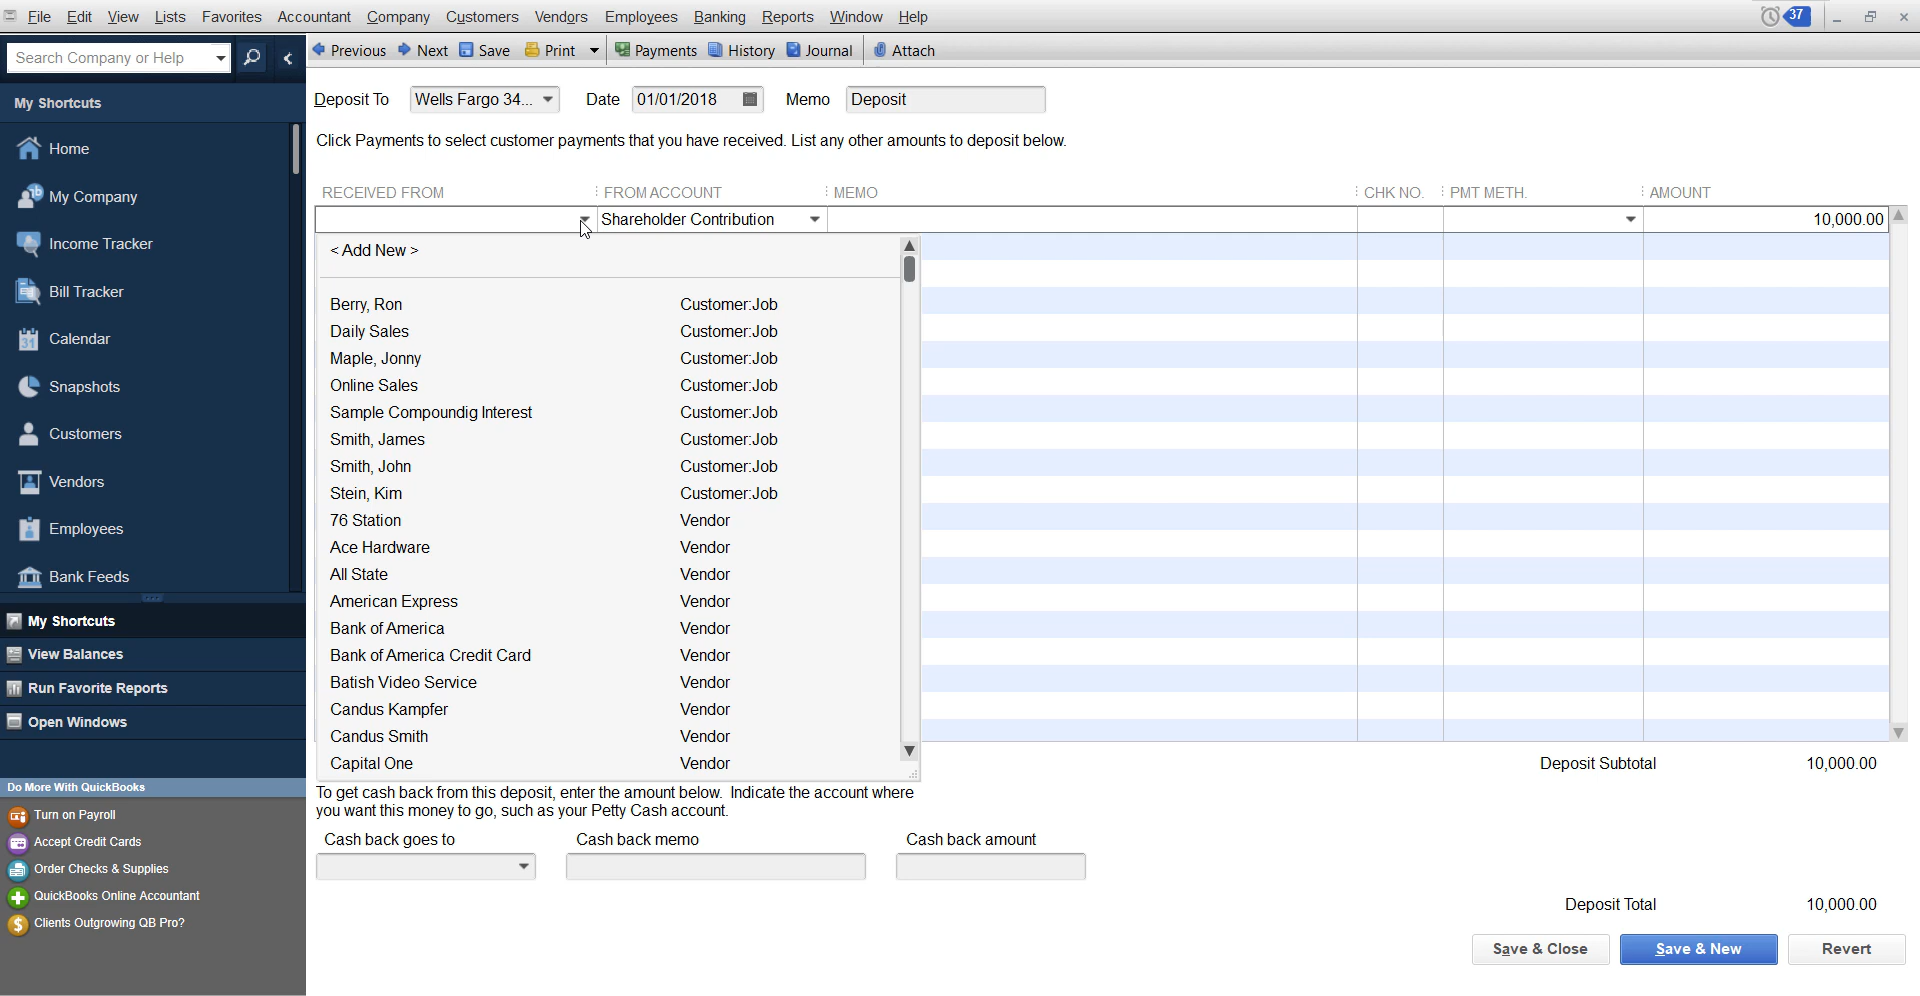 File Edit View Lists Favorites Accountant Company Customers Vendors Employees Banking Reports Window Help 37
Search Company or Help
Previous Next Save Print Payments History Journal Attach
My Shortcuts
Home
My Company
Income Tracker
Bill Tracker
31 Calendar
Snapshots
Customers
Vendors
Employees
Bank Feeds
My Shortcuts
View Balances
Run Favorite Reports
Open Windows
Do More With QuickBooks
Turn on Payroll
Accept Credit Cards
Order Checks & Supplies
QuickBooks Online Accountant
Clients Outgrowing QB Pro?
Deposit To Wells Fargo 34... Date 01/01/2018 Memo Deposit
Click Payments to select customer payments that you have received. List any other amounts to deposit below.
RECEIVED FROM FROM ACCOUNT MEMO CHK NO. PMT METH. AMOUNT
Shareholder Contribution 10,000.00
< Add New >
Berry, Ron Customer:Job
Daily Sales Customer:Job
Maple, Jonny Customer:Job
Online Sales Customer:Job
Sample Compoundig Interest Customer:Job
Smith, James Customer:Job
Smith, John Customer:Job
Stein, Kim Customer:Job
76 Station Vendor
Ace Hardware Vendor
All State Vendor
American Express Vendor
Bank of America Vendor
Bank of America Credit Card Vendor
Batish Video Service Vendor
Candus Kampfer Vendor
Candus Smith Vendor
Capital One Vendor
Deposit Subtotal 10,000.00
To get cash back from this deposit, enter the amount below. Indicate the account where
you want this money to go, such as your Petty Cash account.
Cash back goes to Cash back memo Cash back amount
Deposit Total 10,000.00
Save & Close Save & New Revert